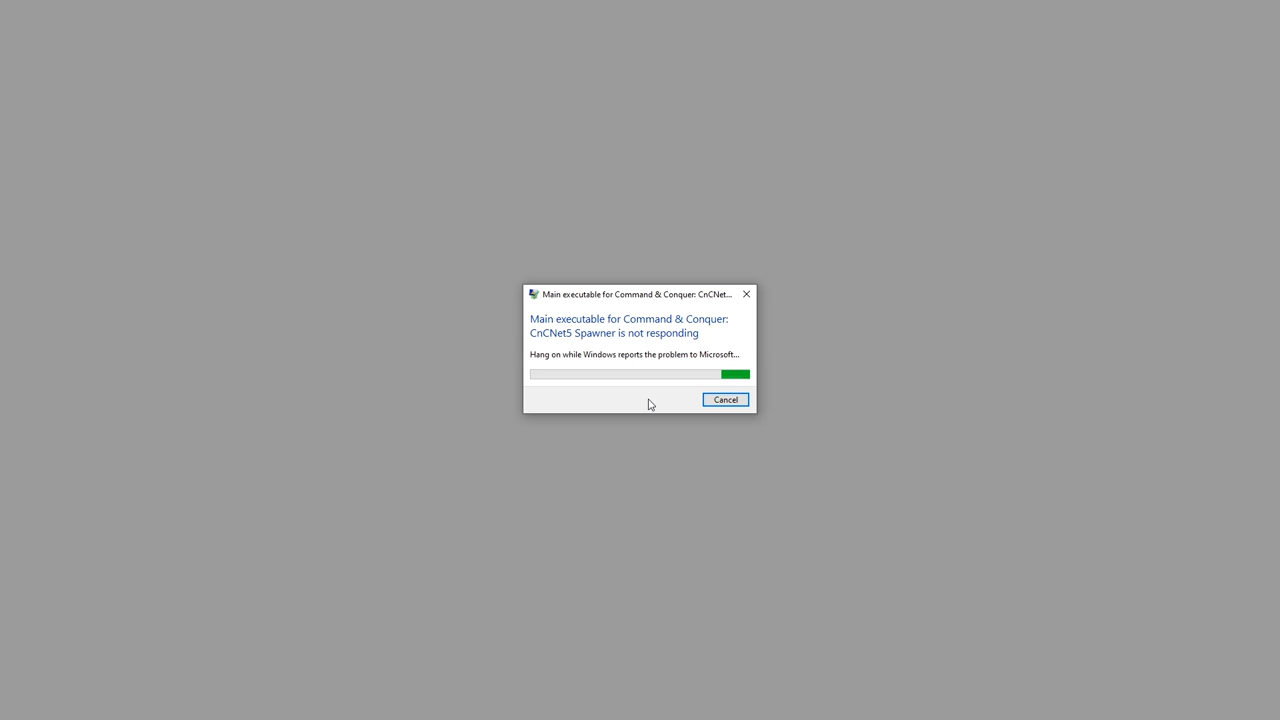 Main executable for Command & Conquer: CnCNet...
Main executable for Command & Conquer:
CnCNet5 Spawner is not responding
Hang on while Windows reports the problem to Microsoft...
Cancel